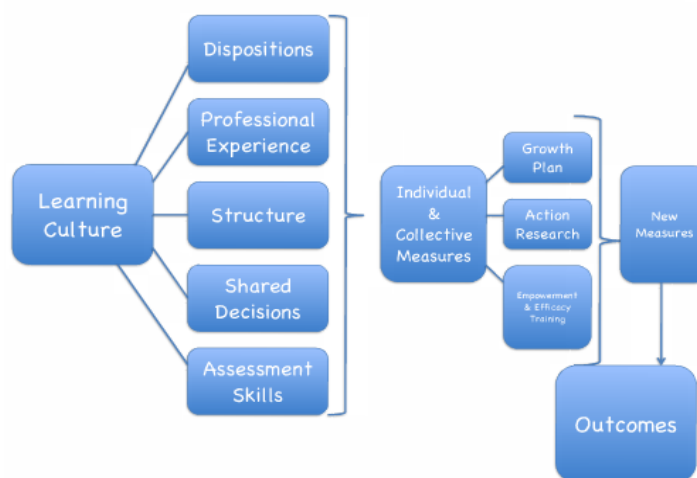 Dispositions
Professional
Experience
Learning
Culture
Structure
Shared
Decisions
Assessment
Skills
Individual
&
Collective
Measures
Growth
Plan
Action
Research
Empowerment
& Efficacy
Training
New
Measures
Outcomes